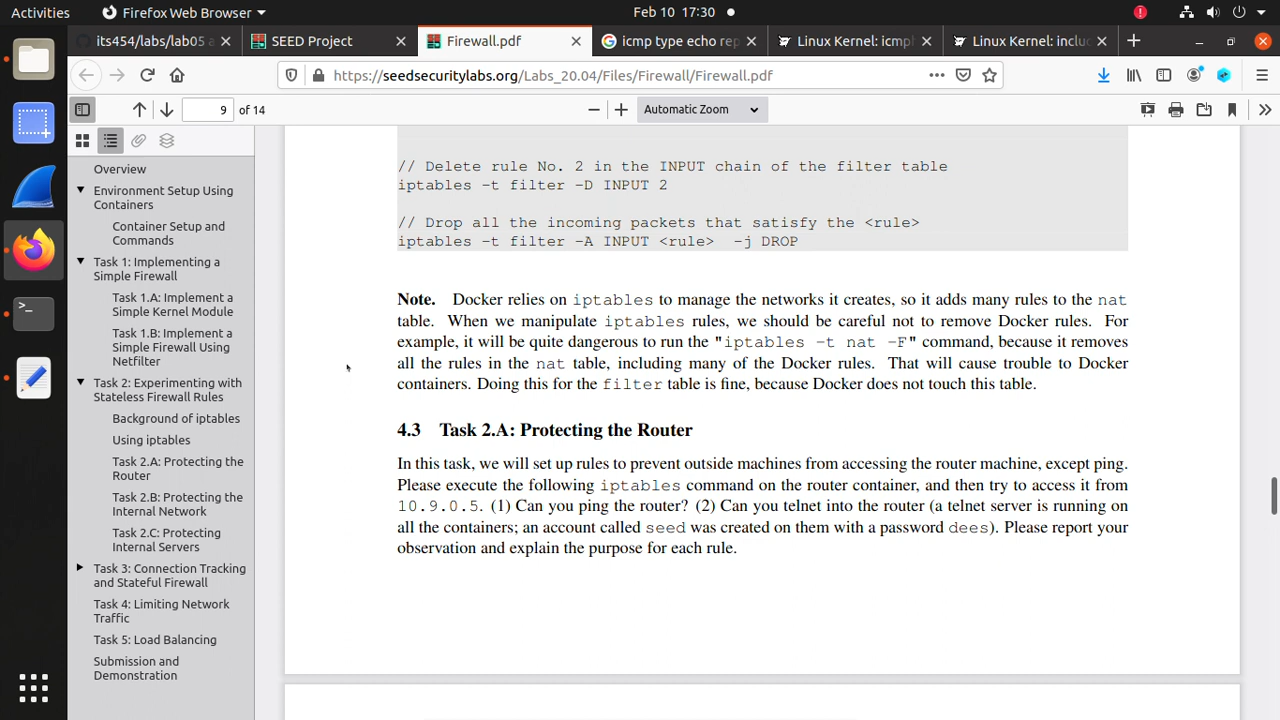 Activities
Firefox Web Browser
Feb 10 17:30
its454/labs/lab05 a
SEED Project
Firewall.pdf
icmp type echo rep
Linux Kernel: icmph
Linux Kernel: includ
https://seedsecuritylabs.org/Labs_20.04/Files/Firewall/Firewall.pdf
9 of 14
Automatic Zoom
Overview
Environment Setup Using
Containers
Container Setup and
Commands
Task 1: Implementing a
Simple Firewall
Task 1.A: Implement a
Simple Kernel Module
Task 1.B: Implement a
Simple Firewall Using
Netfilter
Task 2: Experimenting with
Stateless Firewall Rules
Background of iptables
Using iptables
Task 2.A: Protecting the
Router
Task 2.B: Protecting the
Internal Network
Task 2.C: Protecting
Internal Servers
Task 3: Connection Tracking
and Stateful Firewall
Task 4: Limiting Network
Traffic
Task 5: Load Balancing
Submission and
Demonstration
// Delete rule No. 2 in the INPUT chain of the filter table
iptables -t filter -D INPUT 2
// Drop all the incoming packets that satisfy the <rule>
iptables -t filter -A INPUT <rule> -j DROP
Note. Docker relies on iptables to manage the networks it creates, so it adds many rules to the nat
table. When we manipulate iptables rules, we should be careful not to remove Docker rules. For
example, it will be quite dangerous to run the "iptables -t nat -F" command, because it removes
all the rules in the nat table, including many of the Docker rules. That will cause trouble to Docker
containers. Doing this for the filter table is fine, because Docker does not touch this table.
4.3 Task 2.A: Protecting the Router
In this task, we will set up rules to prevent outside machines from accessing the router machine, except ping.
Please execute the following iptables command on the router container, and then try to access it from
10.9.0.5. (1) Can you ping the router? (2) Can you telnet into the router (a telnet server is running on
all the containers; an account called seed was created on them with a password dees). Please report your
observation and explain the purpose for each rule.